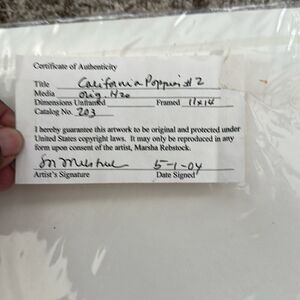 Certificate of Authenticity
Title California Poppies #2
Media Orig. H20
Dimensions Unframed Framed 11x14
Catalog No. 203
I hereby guarantee this artwork to be original and protected under
United States copyright laws. It may only be reproduced in any
form upon consent of the artist, Marsha Rebstock.
5-1-04
Artist's Signature Date Signed